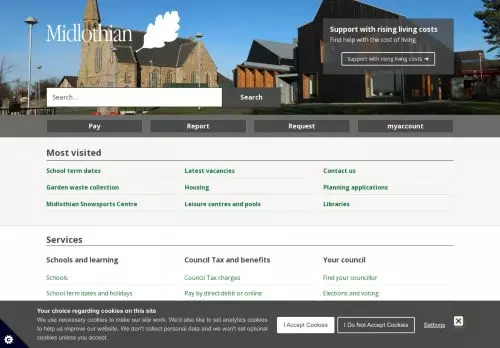 Midlothian
Support with rising living costs
Find help with the cost of living.
Support with rising living costs ➔
Search...
Search
Pay
Report
Request
myaccount
Most visited
School term dates
Latest vacancies
Contact us
Garden waste collection
Housing
Planning applications
Midlothian Snowsports Centre
Leisure centres and pools
Libraries
Services
Schools and learning
Council Tax and benefits
Your council
Schools
Council Tax charges
Find your councillor
School term dates and holidays
Pay by direct debit or online
Elections and voting
Your choice regarding cookies on this site
We use necessary cookies to make our site work. We'd also like to set analytics cookies
to help us improve our website. We don't collect personal data and we won't set optional
cookies unless you accept.
I Accept Cookies
I Do Not Accept Cookies
Settings